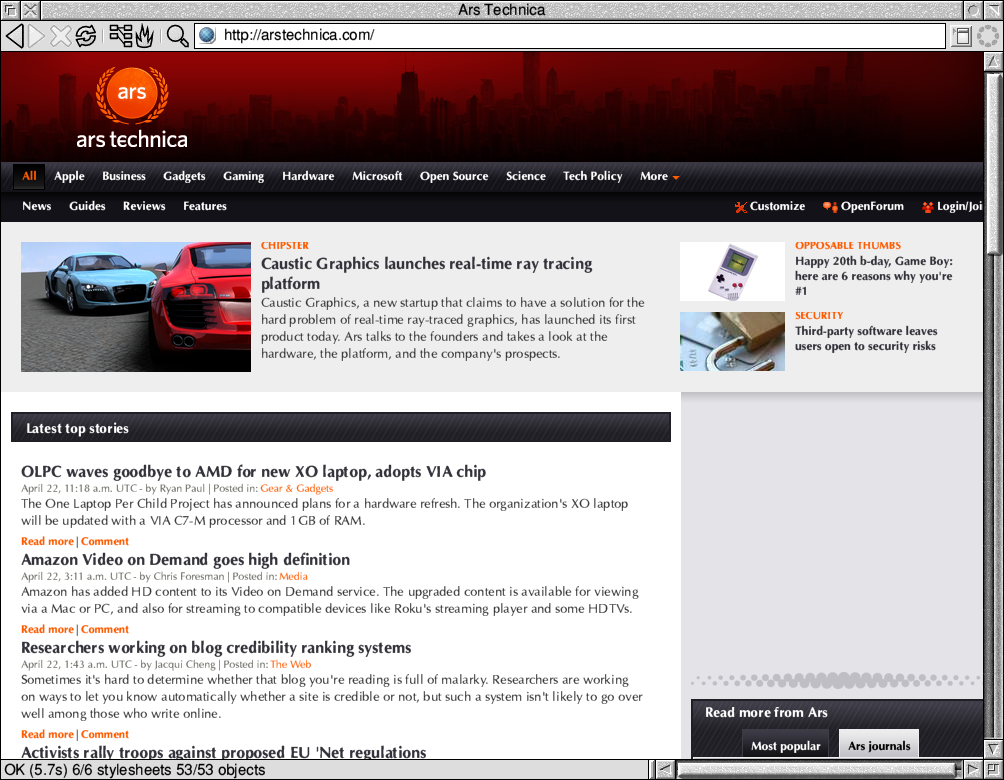 Ars Technica
http://arstechnica.com/
ars
ars technica
All Apple Business Gadgets Gaming Hardware Microsoft Open Source Science Tech Policy More
News Guides Reviews Features Customize OpenForum Login/Joi
CHIPSTER
Caustic Graphics launches real-time ray tracing
platform
Caustic Graphics, a new startup that claims to have a solution for the
hard problem of real-time ray-traced graphics, has launched its first
product today. Ars talks to the founders and takes a look at the
hardware, the platform, and the company's prospects.
OPPOSABLE THUMBS
Happy 20th b-day, Game Boy:
here are 6 reasons why you're
#1
SECURITY
Third-party software leaves
users open to security risks
Latest top stories
OLPC waves goodbye to AMD for new XO laptop, adopts VIA chip
April 22, 11:18 a.m. UTC - by Ryan Paul | Posted in: Gear & Gadgets
The One Laptop Per Child Project has announced plans for a hardware refresh. The organization's XO laptop
will be updated with a VIA C7-M processor and 1GB of RAM.
Read more | Comment
Amazon Video on Demand goes high definition
April 22, 3:11 a.m. UTC - by Chris Foresman | Posted in: Media
Amazon has added HD content to its Video on Demand service. The upgraded content is available for viewing
via a Mac or PC, and also for streaming to compatible devices like Roku's streaming player and some HDTVs.
Read more | Comment
Researchers working on blog credibility ranking systems
April 22, 1:43 a.m. UTC - by Jacqui Cheng | Posted in: The Web
Sometimes it's hard to determine whether that blog you're reading is full of malarky. Researchers are working
on ways to let you know automatically whether a site is credible or not, but such a system isn't likely to go over
well among those who write online.
Read more | Comment
Activists rally troops against proposed EU 'Net regulations
Read more from Ars
Most popular Ars journals
OK (5.7s) 6/6 stylesheets 53/53 objects